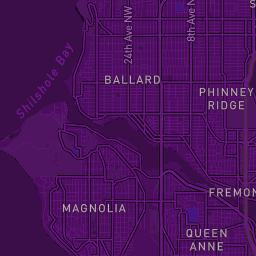 24th Ave NW
8th Ave N
Shilshole Bay
BALLARD
PHINNEY
RIDGE
FREMON
MAGNOLIA
QUEEN
ANNE